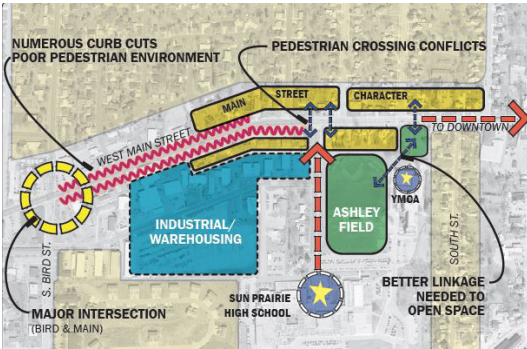 NUMEROUS CURB CUTS
POOR PEDESTRIAN ENVIRONMENT
PEDESTRIAN CROSSING CONFLICTS
MAIN
STREET
CHARACTER
WEST MAIN STREET
TO DOWNTOWN
YMCA
INDUSTRIAL/
WAREHOUSING
ASHLEY
FIELD
S. BIRD ST.
SOUTH ST.
SUN PRAIRIE
HIGH SCHOOL
BETTER LINKAGE
NEEDED TO
OPEN SPACE
MAJOR INTERSECTION
(BIRD & MAIN)